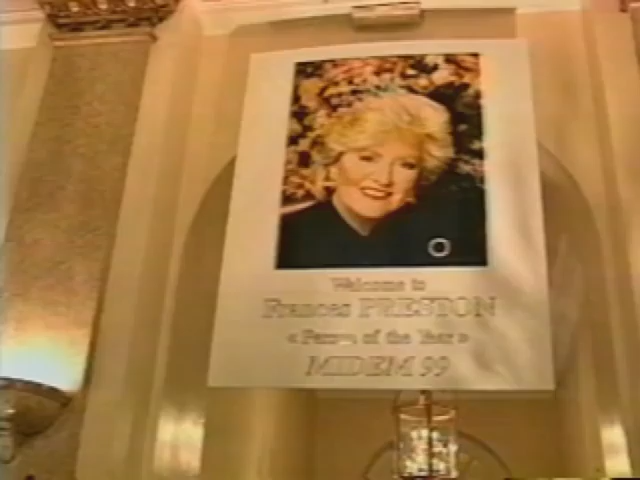 Welcome to
Frances PRESTON
« Person of the Year »
MIDEM 99